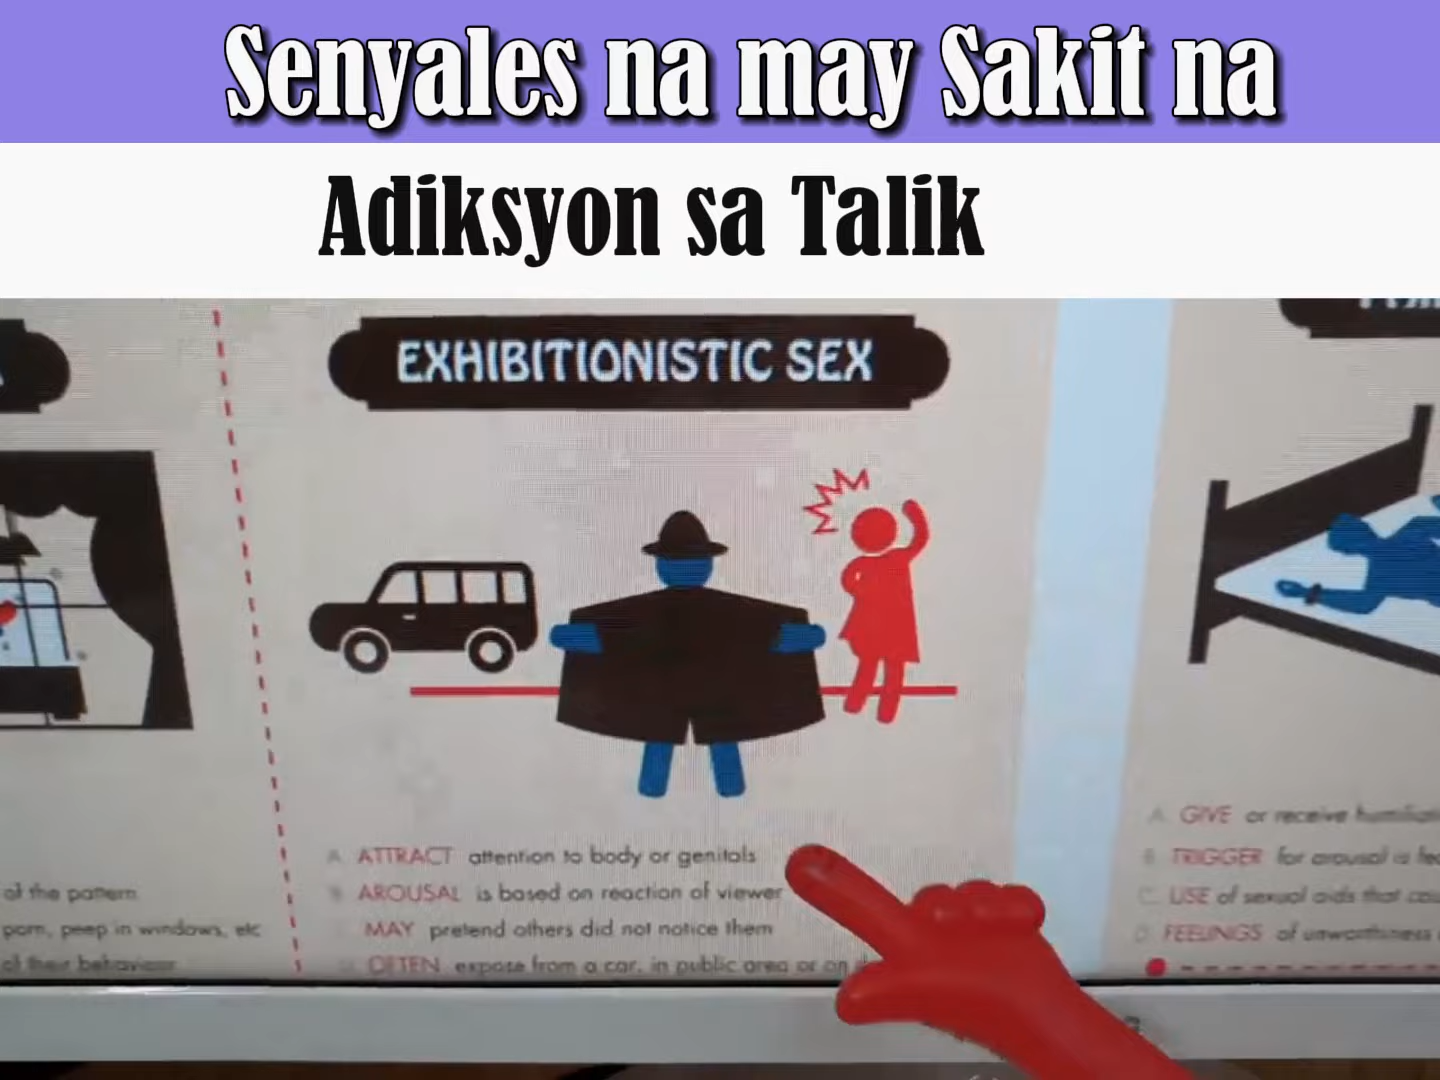 Senyales na may Sakit na
Adiksyon sa Talik
EXHIBITIONISTIC SEX
A. ATTRACT attention to body or genitals
B. AROUSAL is based on reaction of viewer
MAY pretend others did not notice them
OFTEN expose from a car, in public area or on
of the pattern
porn, peep in windows, etc
of their behaviour
A. GIVE or receive
B. TRIGGER for arousal is
C. USE of sexual aids that
D. FEELINGS of unworthiness